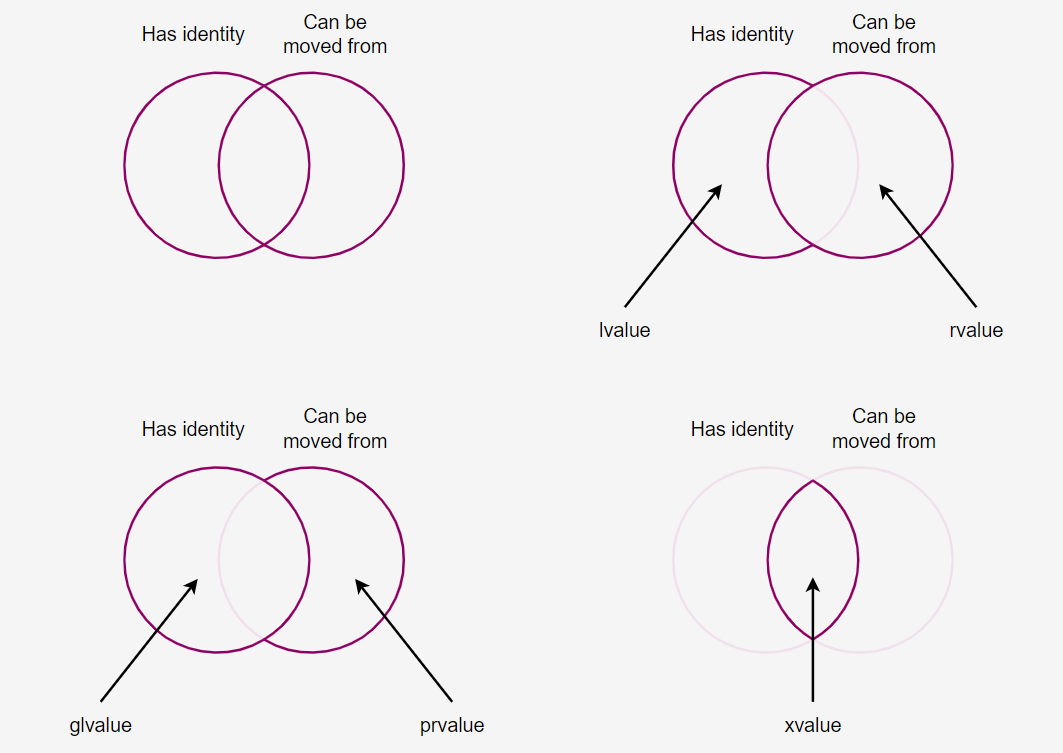 Has identity
Can be
moved from
Has identity
Can be
moved from
lvalue
rvalue
Has identity
Can be
moved from
glvalue
prvalue
Has identity
Can be
moved from
xvalue